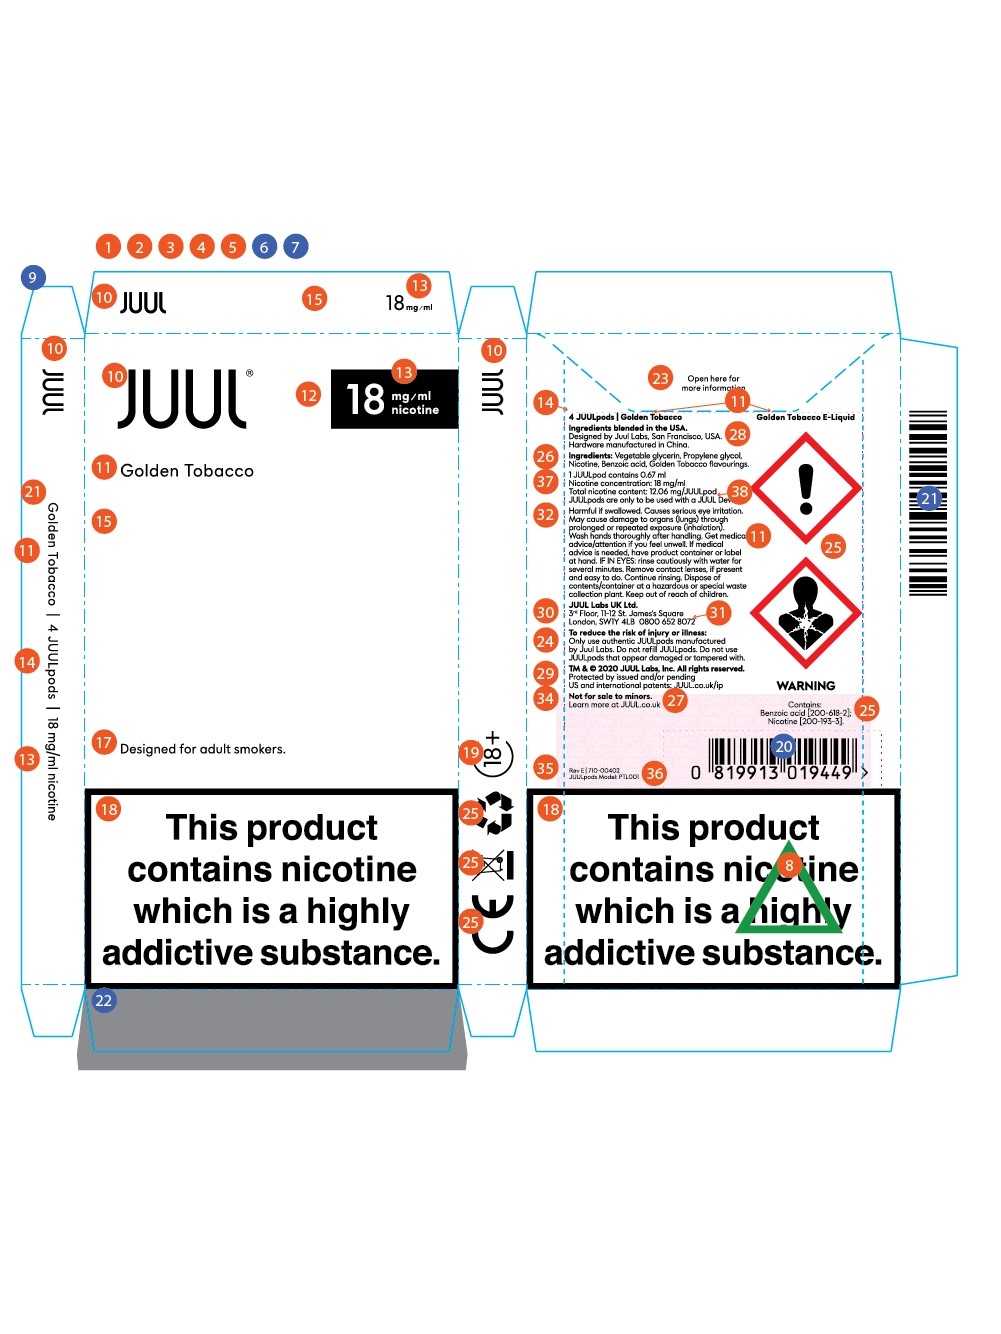 1 2 3 4 5 6 7
9
10 JUUL 15 13 18 mg/ml
10 JUUL
10 JUUL® 12 13 18 mg/ml nicotine
11 Golden Tobacco
15
21 11 14 13 Golden Tobacco | 4 JUULpods | 18 mg/ml nicotine
17 Designed for adult smokers.
18
This product
contains nicotine
which is a highly
addictive substance.
22
10 JUUL
19 18+
25
25
25 CE
23 Open here for
more information
11
14 4 JUULpods | Golden Tobacco
Golden Tobacco E-Liquid
Ingredients blended in the USA.
Designed by Juul Labs, San Francisco, USA. 28
Hardware manufactured in China.
26 Ingredients: Vegetable glycerin, Propylene glycol,
Nicotine, Benzoic acid, Golden Tobacco flavourings.
37 1 JUULpod contains 0.67 ml
Nicotine concentration: 18 mg/ml
Total nicotine content: 12.06 mg/JUULpod 38
JUULpods are only to be used with a JUUL
32 Harmful if swallowed. Causes serious eye irritation.
May cause damage to organs (lungs) through
prolonged or repeated exposure (inhalation).
Wash hands thoroughly after handling. Get medical 11
advice/attention if you feel unwell. If medical
advice is needed, have product container or label
at hand. IF IN EYES: rinse cautiously with water for
several minutes. Remove contact lenses, if present
and easy to do. Continue rinsing. Dispose of
contents/container at a hazardous or special waste
collection plant. Keep out of reach of children.
25
30 JUUL Labs UK Ltd.
3rd Floor, 11-12 St. James's Square
London, SW1Y 4LB 0800 652 8072 31
24 To reduce the risk of injury or illness:
Only use authentic JUULpods manufactured
by Juul Labs. Do not refill JUULpods. Do not use
JUULpods that appear damaged or tampered with.
29 TM & © 2020 JUUL Labs, Inc. All rights reserved.
Protected by issued and/or pending
US and international patents: JUUL.co.uk/ip
34 Not for sale to minors.
Learn more at JUUL.co.uk 27
WARNING
Contains:
Benzoic acid [200-618-2];
Nicotine [200-193-3]. 25
20
0 819913 019449 >
35 Rev E | 710-00402
JUULpods Model: PTL001 36
18
This product
contains nicotine
which is a highly
addictive substance.
8
21